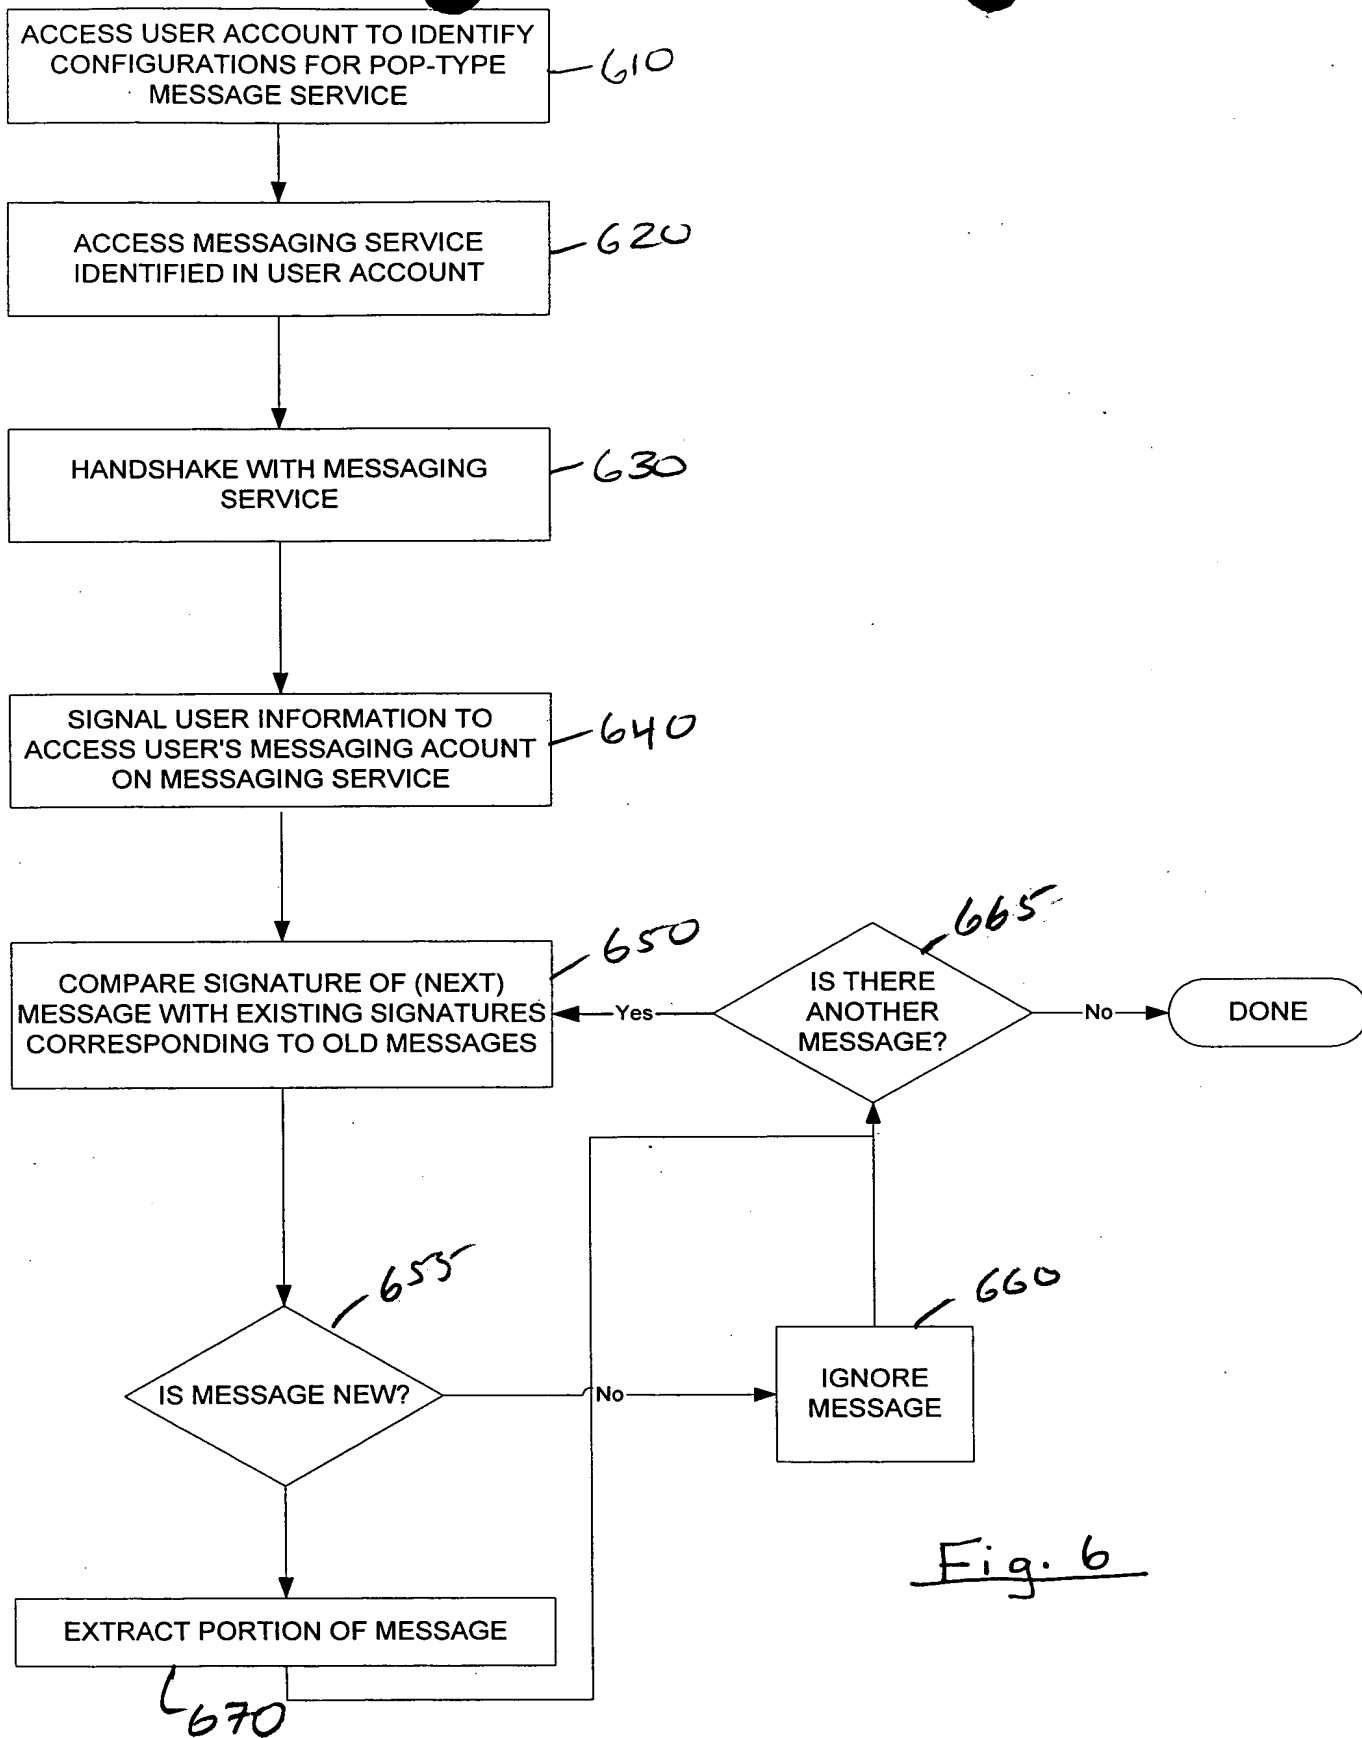 ACCESS USER ACCOUNT TO IDENTIFY
CONFIGURATIONS FOR POP-TYPE
MESSAGE SERVICE
610
ACCESS MESSAGING SERVICE
IDENTIFIED IN USER ACCOUNT
620
HANDSHAKE WITH MESSAGING
SERVICE
630
SIGNAL USER INFORMATION TO
ACCESS USER'S MESSAGING ACOUNT
ON MESSAGING SERVICE
640
COMPARE SIGNATURE OF (NEXT)
MESSAGE WITH EXISTING SIGNATURES
CORRESPONDING TO OLD MESSAGES
650
Yes
IS THERE
ANOTHER
MESSAGE?
665
No
DONE
IS MESSAGE NEW?
655
No
IGNORE
MESSAGE
660
EXTRACT PORTION OF MESSAGE
670
Fig. 6